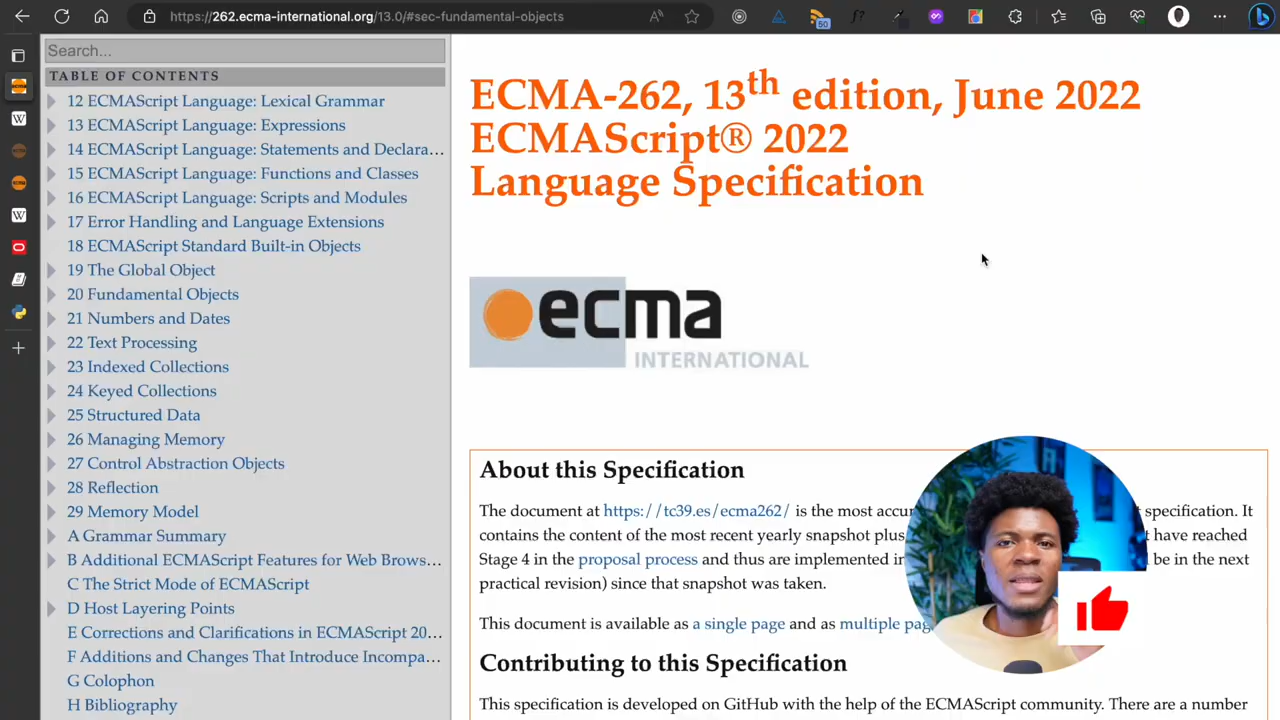 https://262.ecma-international.org/13.0/#sec-fundamental-objects
50
Search...
TABLE OF CONTENTS
12 ECMAScript Language: Lexical Grammar
13 ECMAScript Language: Expressions
14 ECMAScript Language: Statements and Declara...
15 ECMAScript Language: Functions and Classes
16 ECMAScript Language: Scripts and Modules
17 Error Handling and Language Extensions
18 ECMAScript Standard Built-in Objects
19 The Global Object
20 Fundamental Objects
21 Numbers and Dates
22 Text Processing
23 Indexed Collections
24 Keyed Collections
25 Structured Data
26 Managing Memory
27 Control Abstraction Objects
28 Reflection
29 Memory Model
A Grammar Summary
B Additional ECMAScript Features for Web Brows...
C The Strict Mode of ECMAScript
D Host Layering Points
E Corrections and Clarifications in ECMAScript 20...
F Additions and Changes That Introduce Incompa...
G Colophon
H Bibliography
ECMA-262, 13th edition, June 2022
ECMAScript® 2022
Language Specification
ecma
INTERNATIONAL
About this Specification
The document at https://tc39.es/ecma262/ is the most accur specification. It
contains the content of the most recent yearly snapshot plus have reached
Stage 4 in the proposal process and thus are implemented in be in the next
practical revision) since that snapshot was taken.
This document is available as a single page and as multiple pag
Contributing to this Specification
This specification is developed on GitHub with the help of the ECMAScript community. There are a number